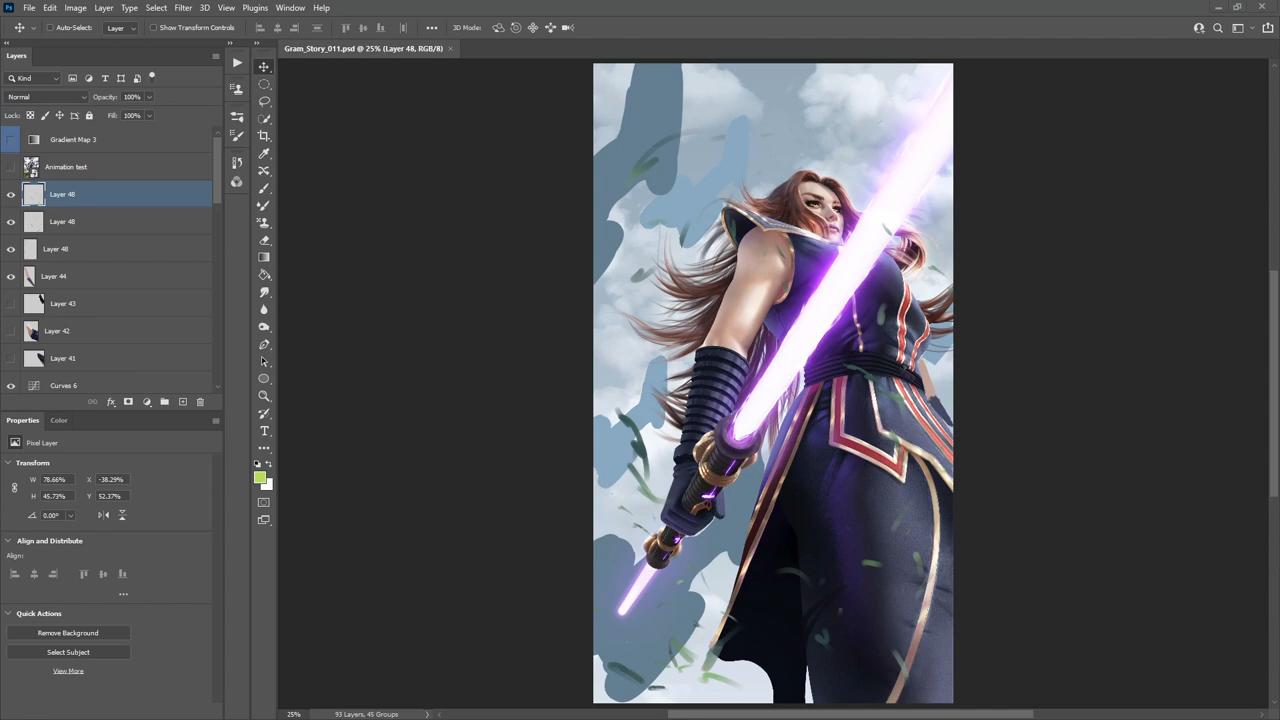 Ps File Edit Image Layer Type Select Filter 3D View Plugins Window Help
Auto-Select: Layer Show Transform Controls 3D Mode:
Layers
Gram_Story_011.psd @ 25% (Layer 48, RGB/8)
Kind
Normal Opacity: 100%
Lock: Fill: 100%
Gradient Map 3
Animation test
Layer 48
Layer 48
Layer 48
Layer 44
Layer 43
Layer 42
Layer 41
Curves 6
Properties Color
Pixel Layer
Transform
W 78.66% X -38.29%
H 45.73% Y 52.37%
0.00°
Align and Distribute
Align:
Quick Actions
Remove Background
Select Subject
View More
25% 93 Layers, 45 Groups